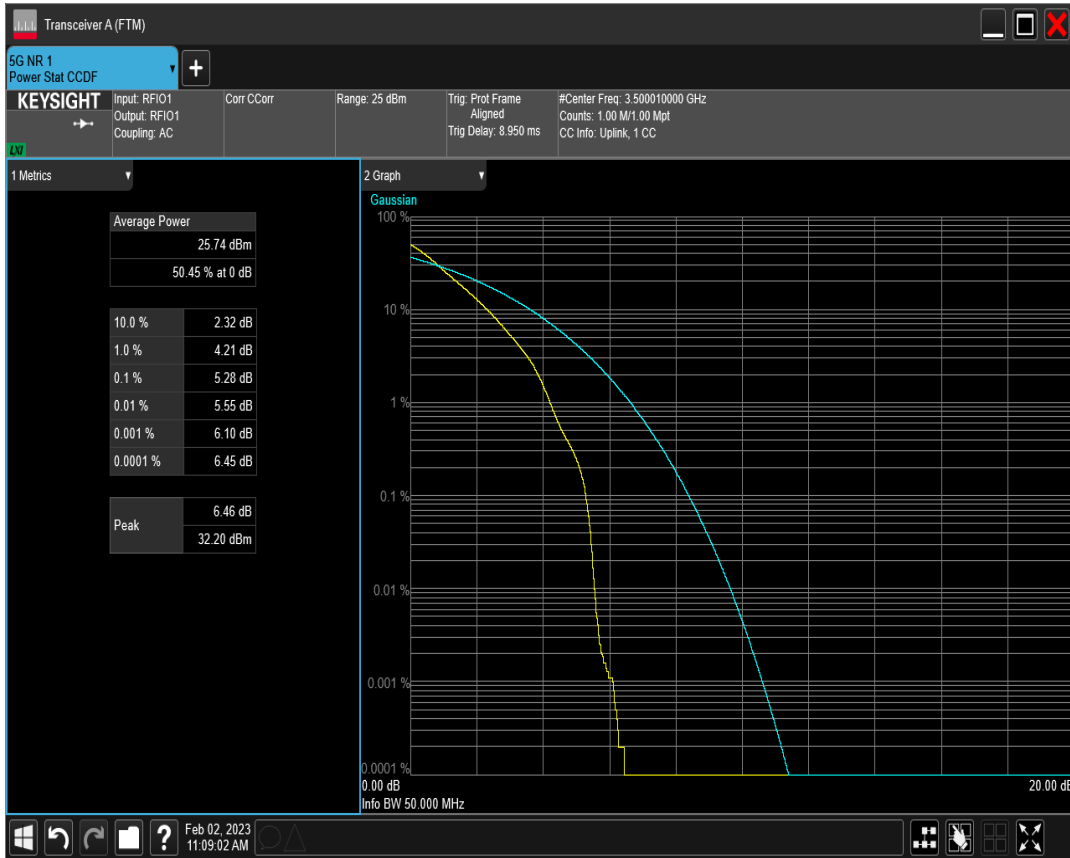 Transceiver A (FTM)
5G NR 1
Power Stat CCDF
+
KEYSIGHT
LXI
Input: RFIO1
Output: RFIO1
Coupling: AC
Corr CCorr
Range: 25 dBm
Trig: Prot Frame
Aligned
Trig Delay: 8.950 ms
#Center Freq: 3.500010000 GHz
Counts: 1.00 M/1.00 Mpt
CC Info: Uplink, 1 CC
1 Metrics
Average Power
25.74 dBm
50.45 % at 0 dB
10.0 % 2.32 dB
1.0 % 4.21 dB
0.1 % 5.28 dB
0.01 % 5.55 dB
0.001 % 6.10 dB
0.0001 % 6.45 dB
Peak
6.46 dB
32.20 dBm
2 Graph
Gaussian
100 %
10 %
1 %
0.1 %
0.01 %
0.001 %
0.0001 %
0.00 dB 20.00 dB
Info BW 50.000 MHz
?
Feb 02, 2023
11:09:02 AM